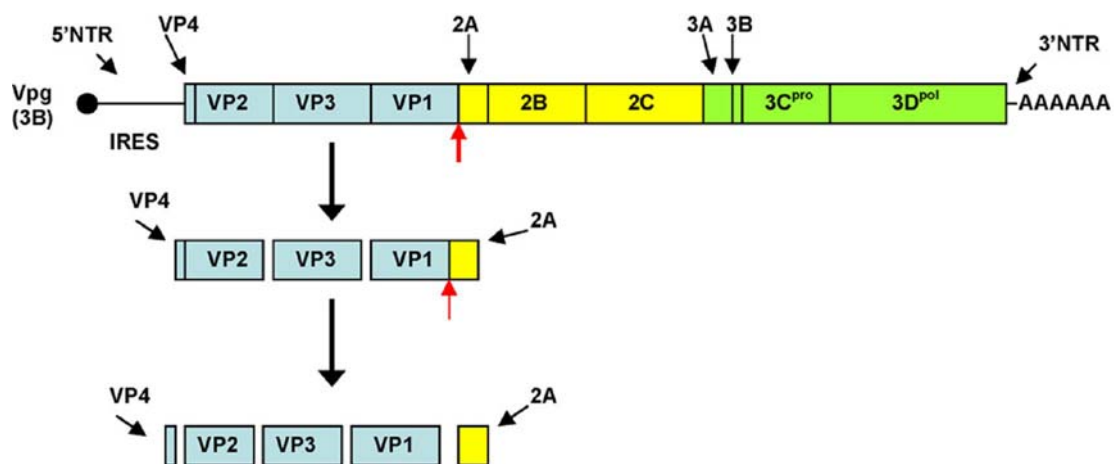 5'NTR
VP4
2A
3A
3B
3'NTR
Vpg
(3B)
VP2
VP3
VP1
2B
2C
3Cpro
3Dpol
AAAAAA
IRES
VP4
2A
VP2
VP3
VP1
VP4
2A
VP2
VP3
VP1